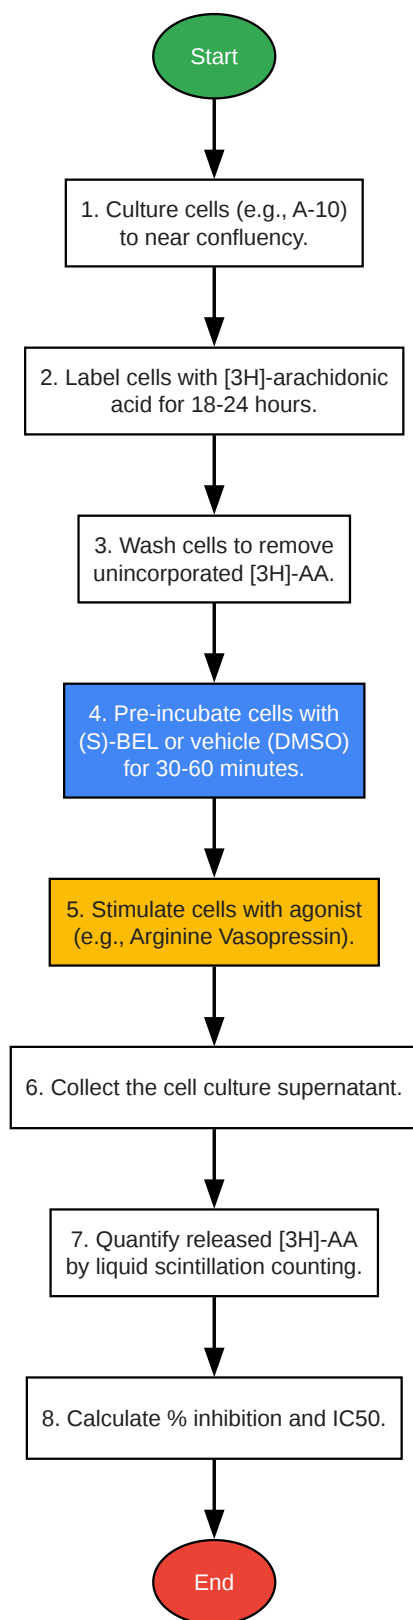 Start
1. Culture cells (e.g., A-10)
to near confluency.
2. Label cells with [3H]-arachidonic
acid for 18-24 hours.
3. Wash cells to remove
unincorporated [3H]-AA.
4. Pre-incubate cells with
(S)-BEL or vehicle (DMSO)
for 30-60 minutes.
5. Stimulate cells with agonist
(e.g., Arginine Vasopressin).
6. Collect the cell culture supernatant.
7. Quantify released [3H]-AA
by liquid scintillation counting.
8. Calculate % inhibition and IC50.
End